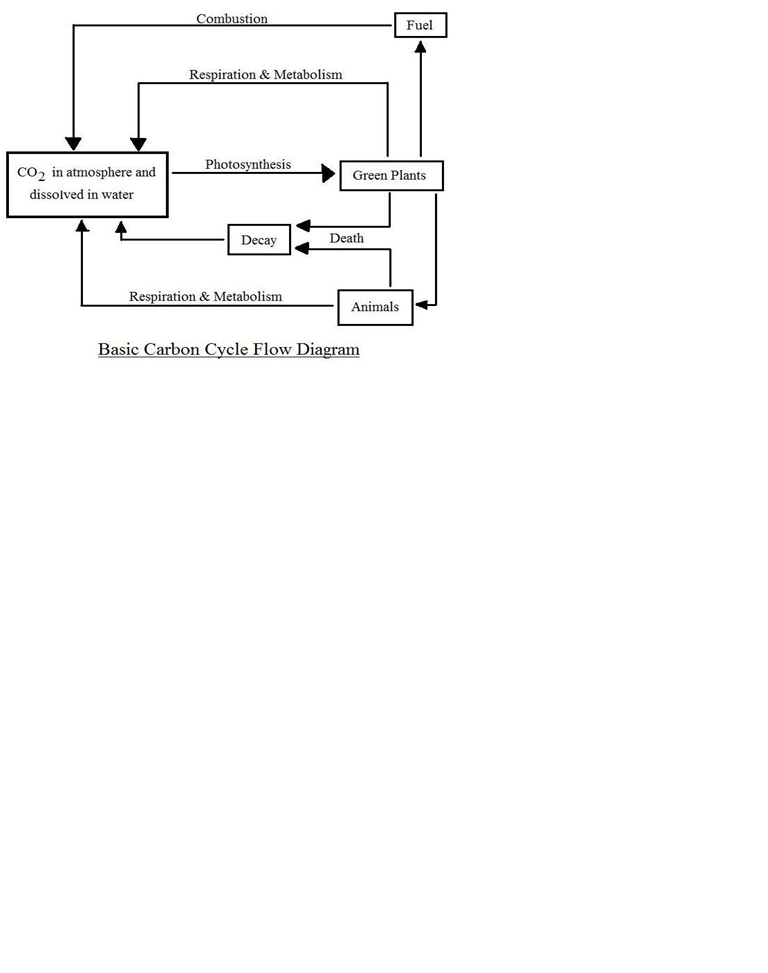 Combustion
Fuel
Respiration & Metabolism
CO2 in atmosphere and
dissolved in water
Photosynthesis
Green Plants
Decay
Death
Respiration & Metabolism
Animals
Basic Carbon Cycle Flow Diagram